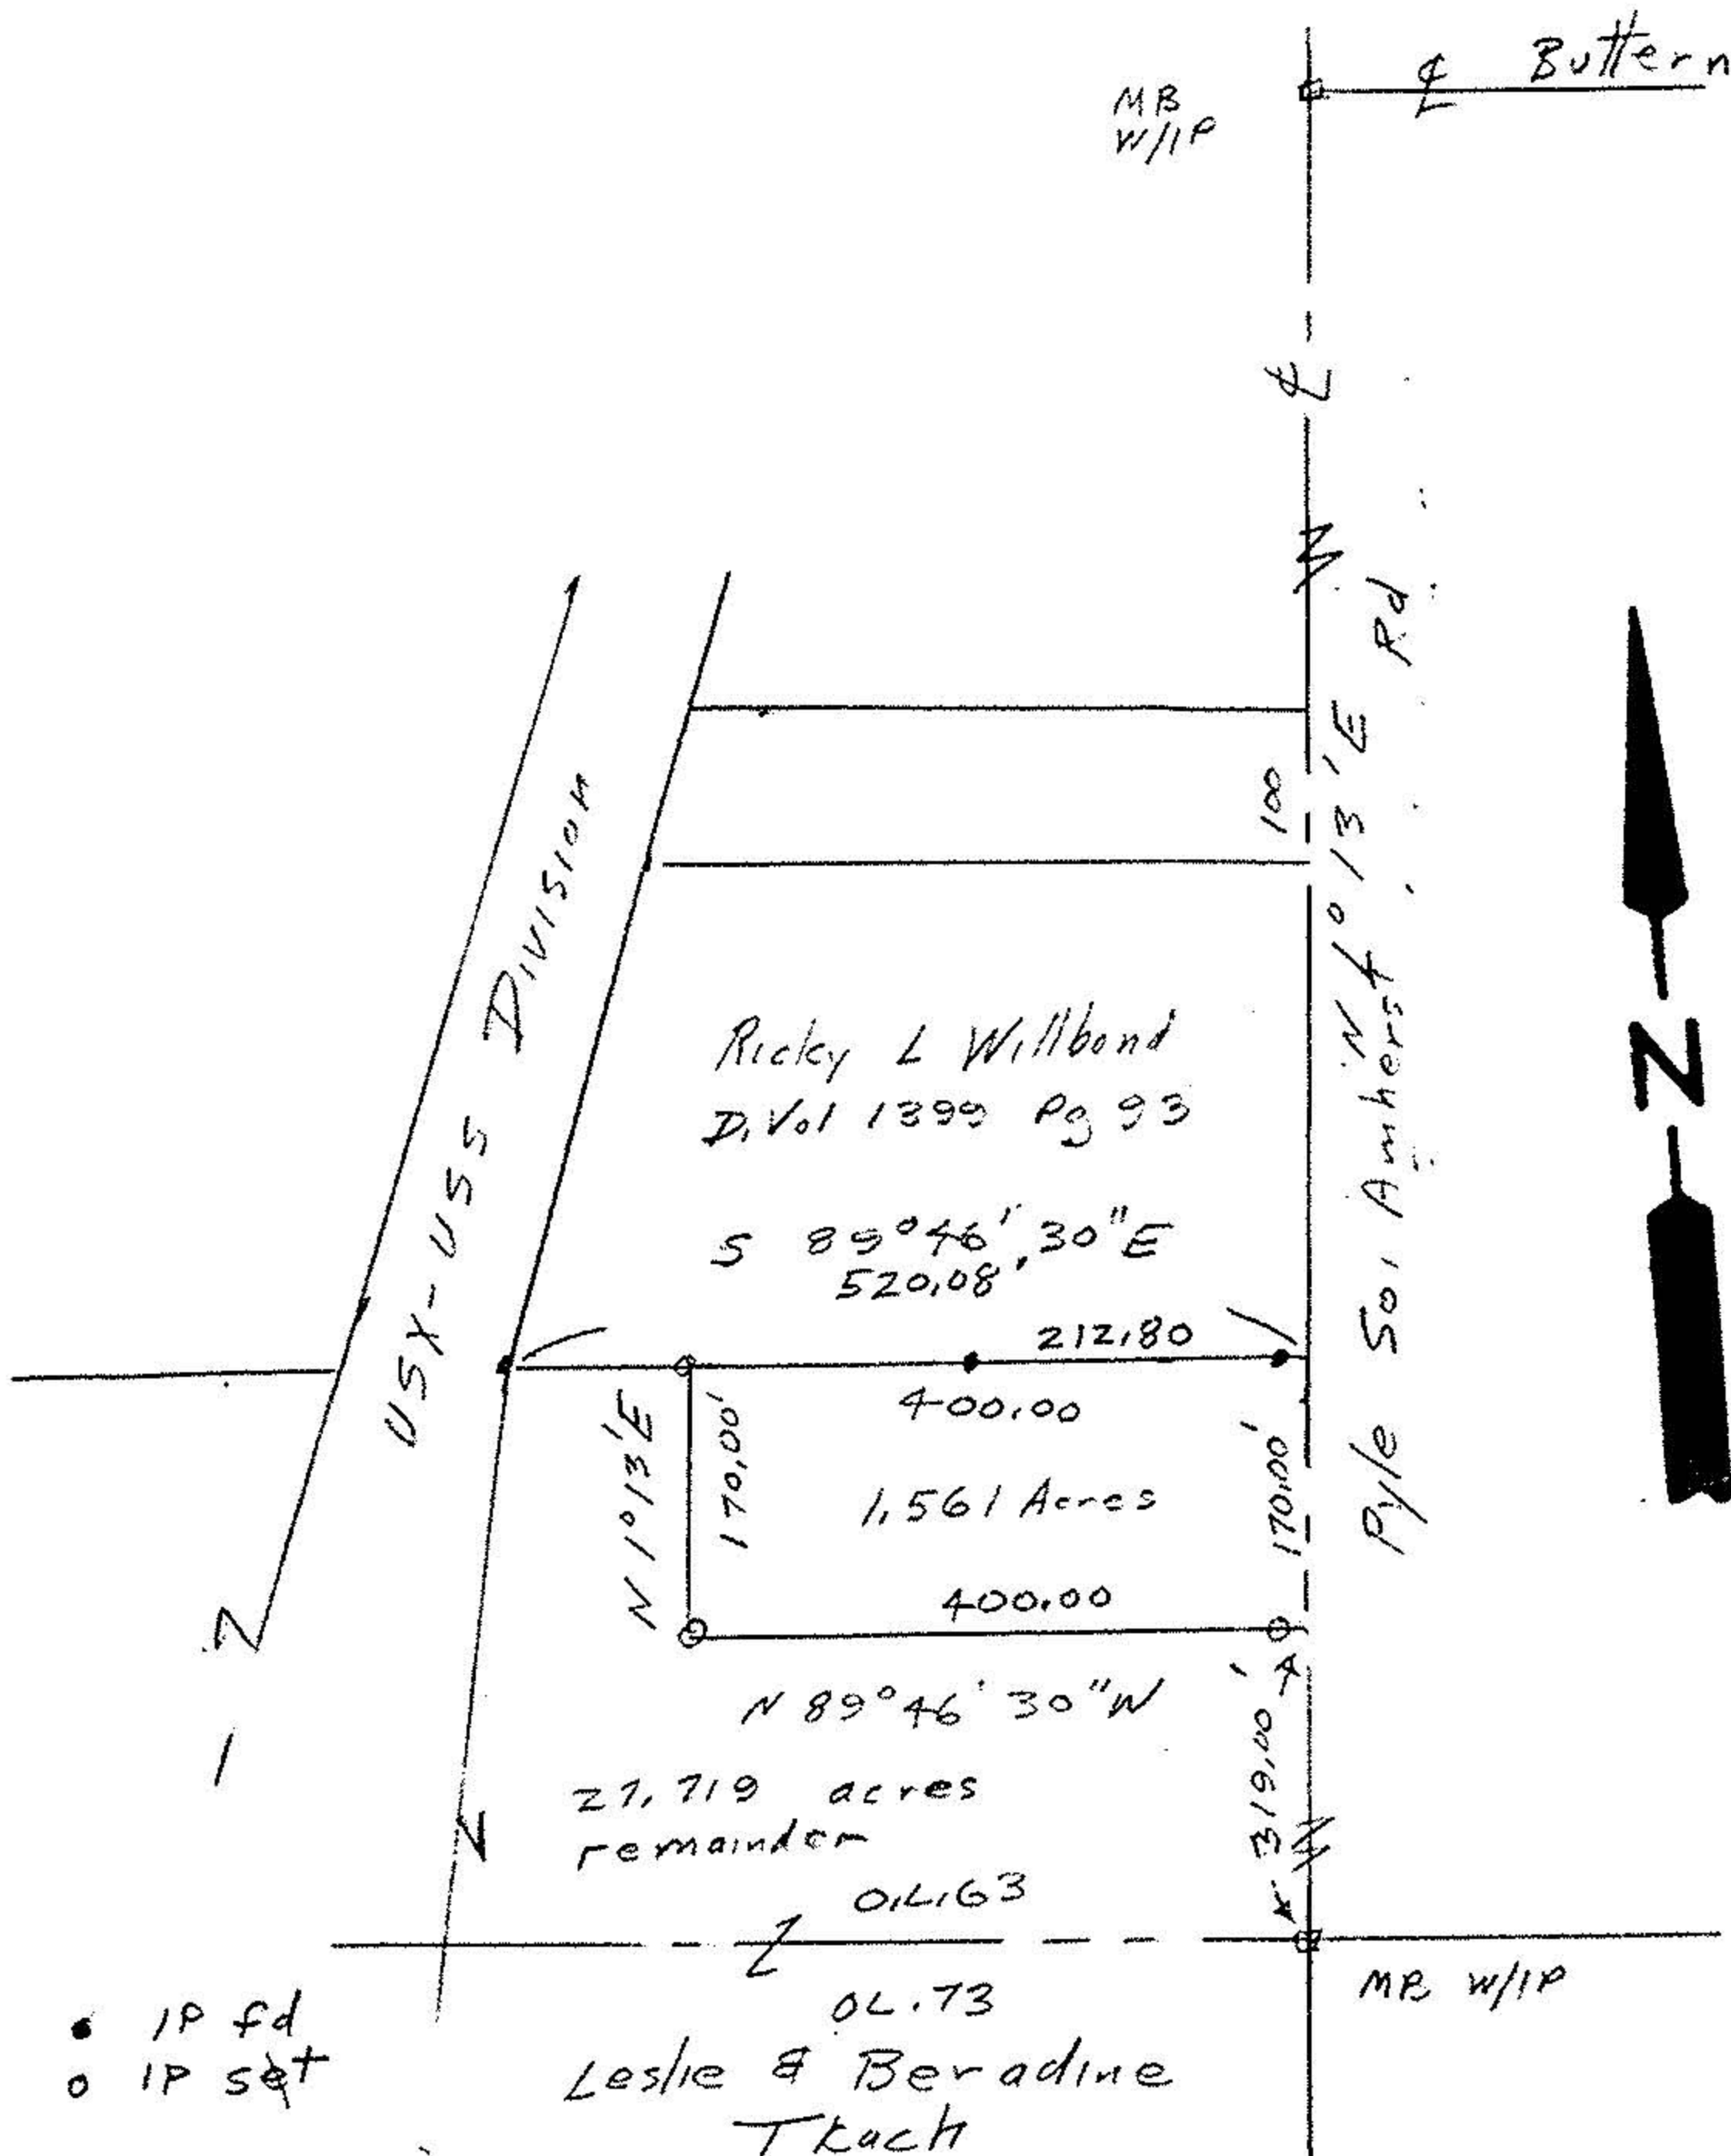 Buttern
MB
W/IP
℄
℄
Pyle So. Amherst Rd
N 1° 13' E
100
USX-USS Division
Ricky L Willbond
D. Vol 1399 Pg 93
S 89°46'30"E
520.08'
212.80
400.00
N 1°13'E
170.00'
1.561 Acres
170.00'
400.00
N
N 89°46'30"W
319.00'
27.719 acres
remainder
O.L. 63
OL. 73
MB W/IP
IP fd
IP set
Leslie & Beradine
Tkach